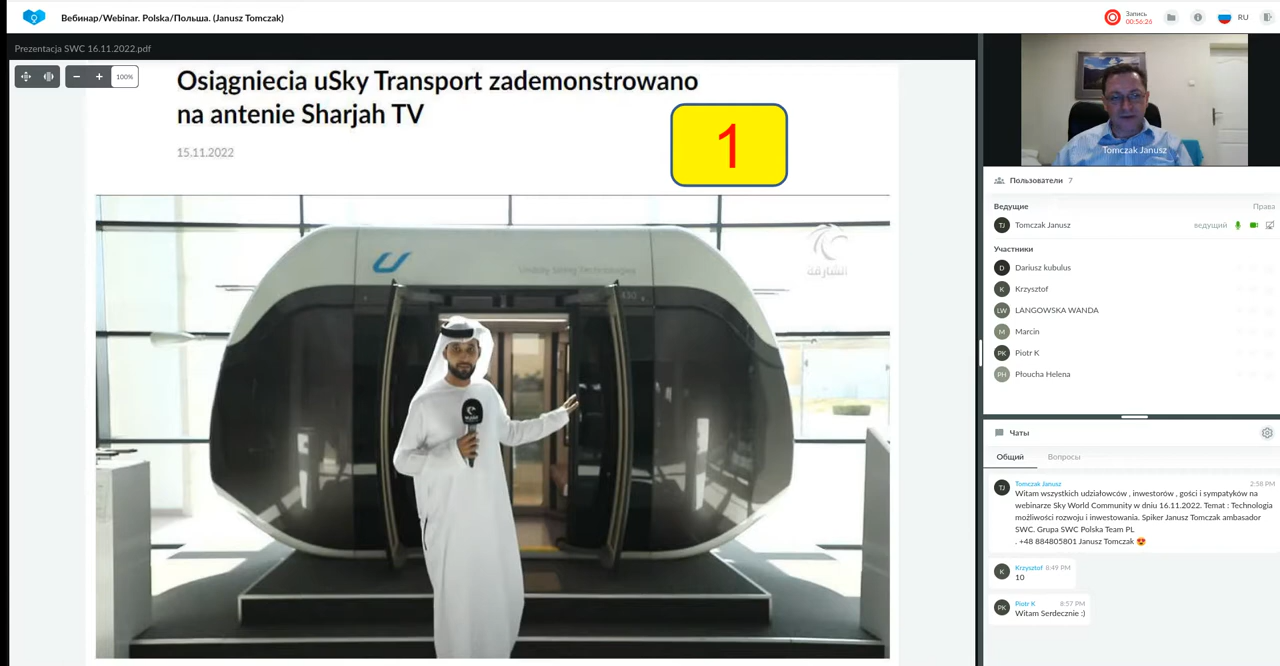 Вебинар/Webinar. Polska/Польша. (Janusz Tomczak)
Запись
00:56:26
RU
Prezentacja SWC 16.11.2022.pdf
100%
Osiągniecia uSky Transport zademonstrowano
na antenie Sharjah TV
15.11.2022
1
الشارقة
Unitsky String Technologies
Tomczak Janusz
Пользователи 7
Ведущие
Права
TJ
Tomczak Janusz
ведущий
Участники
D
Dariusz kubulus
K
Krzysztof
LW
LANGOWSKA WANDA
M
Marcin
PK
Piotr K
PH
Płoucha Helena
Чаты
Общий
Вопросы
TJ
Tomczak Janusz 2:58 PM
Witam wszystkich udziałowców , inwestorów , gości i sympatyków na
webinarze Sky World Community w dniu 16.11.2022. Temat : Technologia
możliwości rozwoju i inwestowania. Spiker Janusz Tomczak ambasador
SWC. Grupa SWC Polska Team PL
. +48 884805801 Janusz Tomczak 😍
K
Krzysztof 8:49 PM
10
PK
Piotr K 8:57 PM
Witam Serdecznie :)